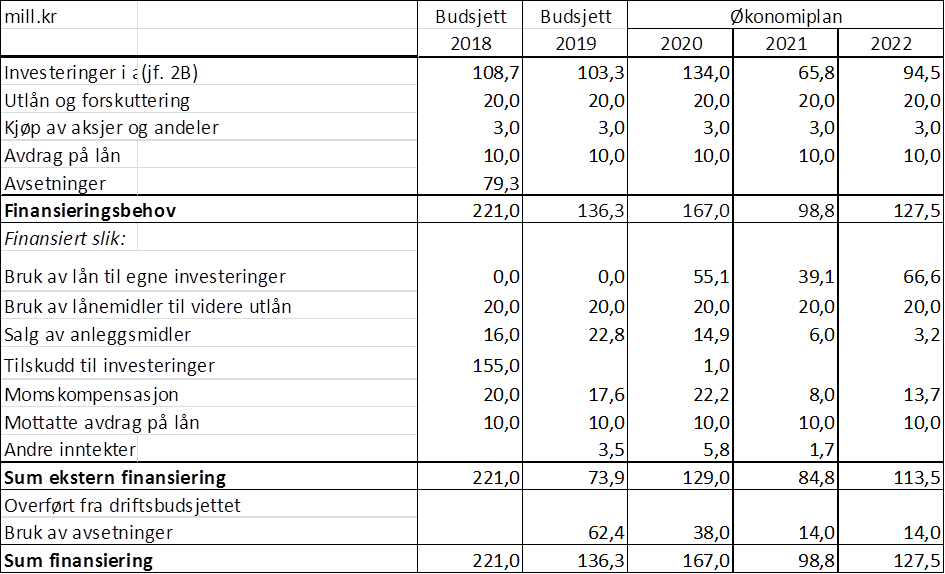 mill.kr Budsjett Budsjett Økonomiplan
2018 2019 2020 2021 2022
Investeringer i a (jf. 2B) 108,7 103,3 134,0 65,8 94,5
Utlån og forskuttering 20,0 20,0 20,0 20,0 20,0
Kjøp av aksjer og andeler 3,0 3,0 3,0 3,0 3,0
Avdrag på lån 10,0 10,0 10,0 10,0 10,0
Avsetninger 79,3
Finansieringsbehov 221,0 136,3 167,0 98,8 127,5
Finansiert slik:
Bruk av lån til egne investeringer 0,0 0,0 55,1 39,1 66,6
Bruk av lånemidler til videre utlån 20,0 20,0 20,0 20,0 20,0
Salg av anleggsmidler 16,0 22,8 14,9 6,0 3,2
Tilskudd til investeringer 155,0 1,0
Momskompensasjon 20,0 17,6 22,2 8,0 13,7
Mottatte avdrag på lån 10,0 10,0 10,0 10,0 10,0
Andre inntekter 3,5 5,8 1,7
Sum ekstern finansiering 221,0 73,9 129,0 84,8 113,5
Overført fra driftsbudsjettet
Bruk av avsetninger 62,4 38,0 14,0 14,0
Sum finansiering 221,0 136,3 167,0 98,8 127,5